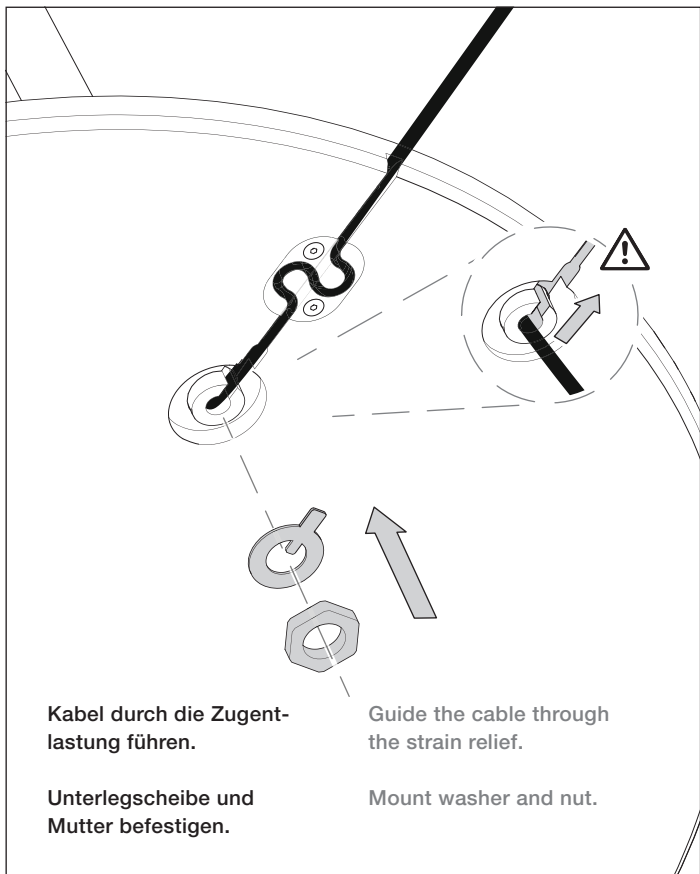 Kabel durch die Zugent-
lastung führen.
Unterlegscheibe und
Mutter befestigen.
Guide the cable through
the strain relief.
Mount washer and nut.